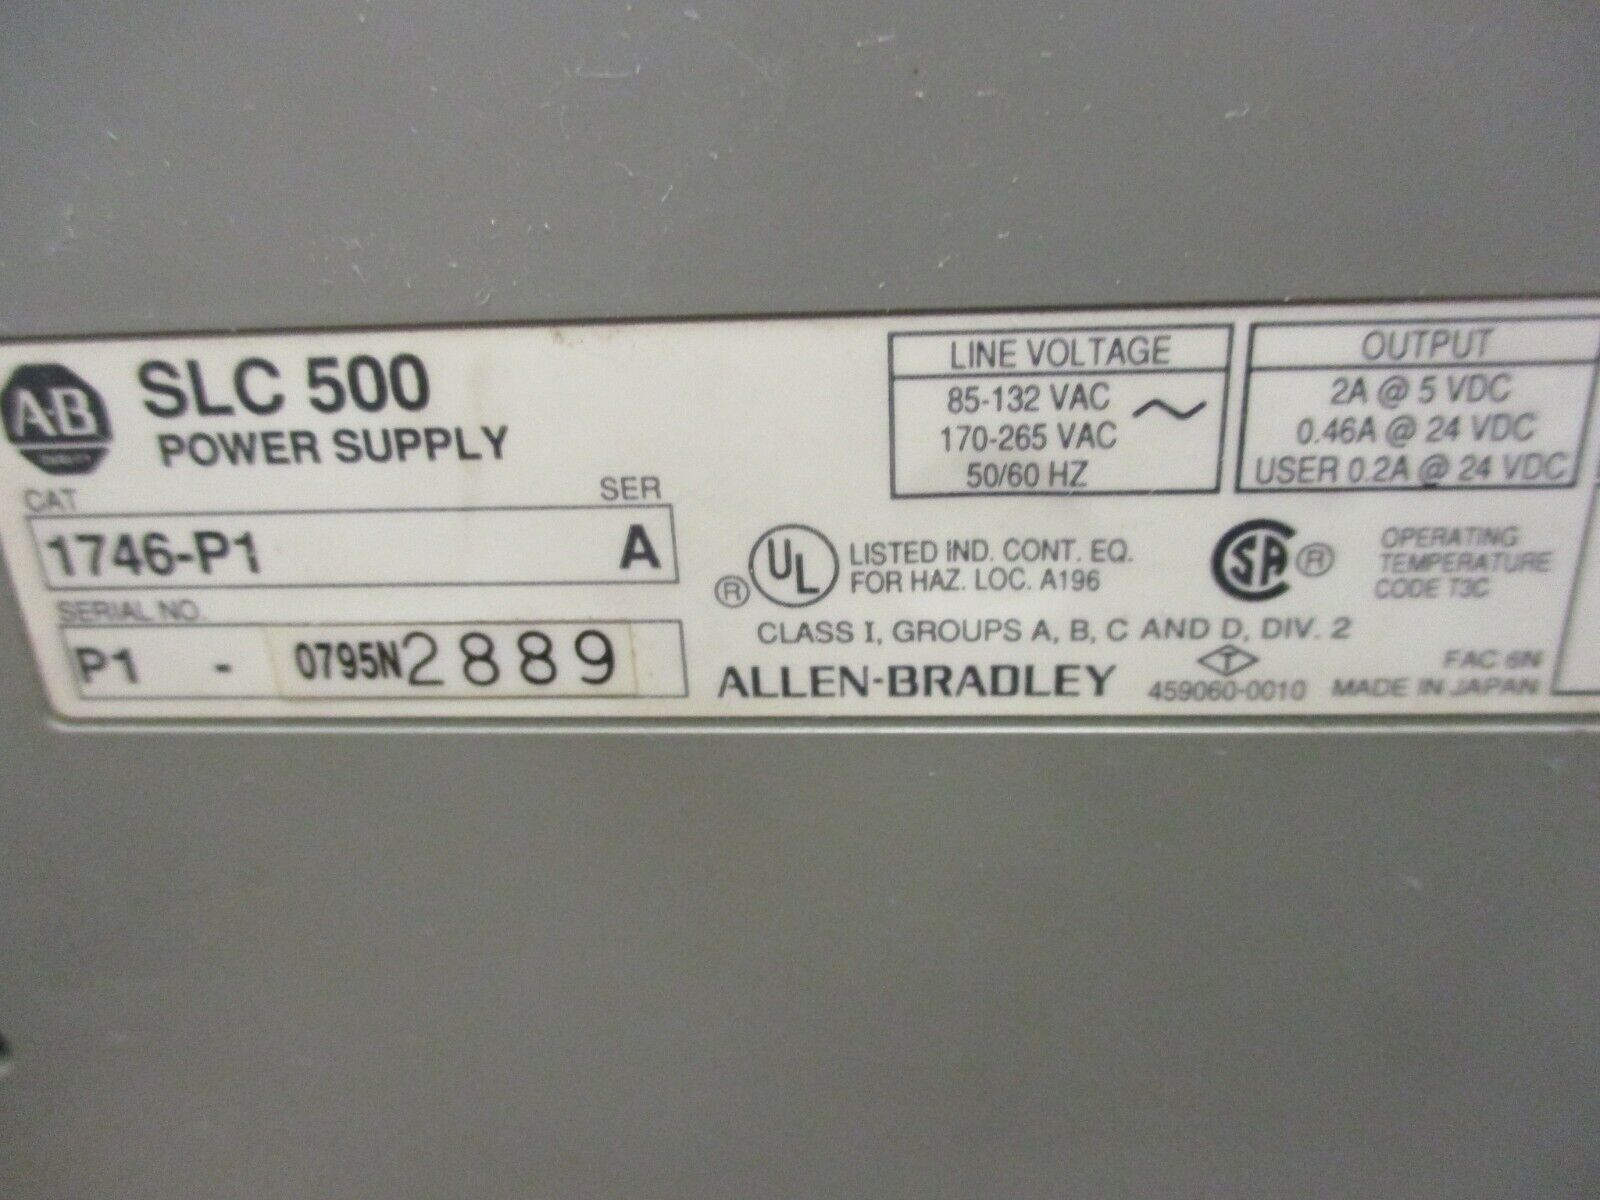 A-B
SLC 500
POWER SUPPLY
CAT
SER
1746-P1
A
SERIAL NO.
P1 - 0795N2889
LINE VOLTAGE
85-132 VAC
170-265 VAC
50/60 HZ
OUTPUT
2A @ 5 VDC
0.46A @ 24 VDC
USER 0.2A @ 24 VDC
® UL LISTED IND. CONT. EQ.
FOR HAZ. LOC. A196
SA ®
OPERATING
TEMPERATURE
CODE T3C
CLASS I, GROUPS A, B, C AND D, DIV. 2
ALLEN-BRADLEY
T
459060-0010
FAC 6N
MADE IN JAPAN